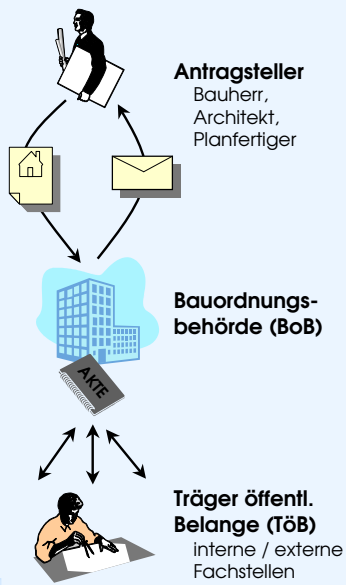 Antragsteller
Bauherr,
Architekt,
Planfertiger
Bauordnungs-
behörde (BoB)
AKTE
Träger öffentl.
Belange (TöB)
interne / externe
Fachstellen